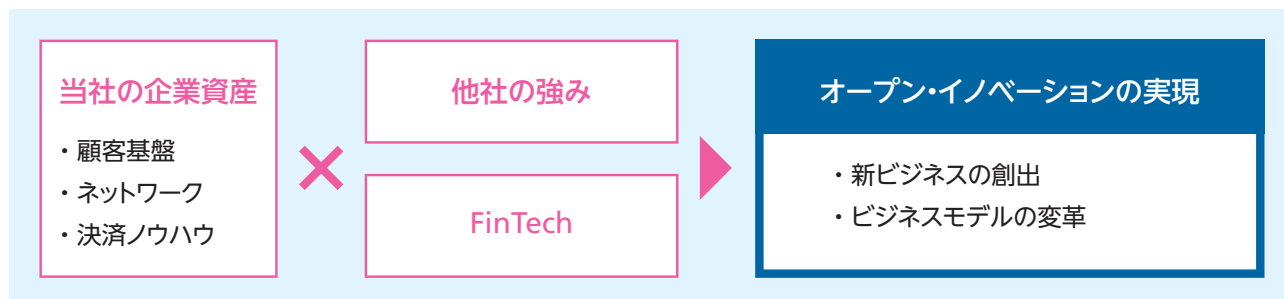 当社の企業資産
・顧客基盤
・ネットワーク
・決済ノウハウ
×
他社の強み
FinTech
オープン・イノベーションの実現
・新ビジネスの創出
・ビジネスモデルの変革